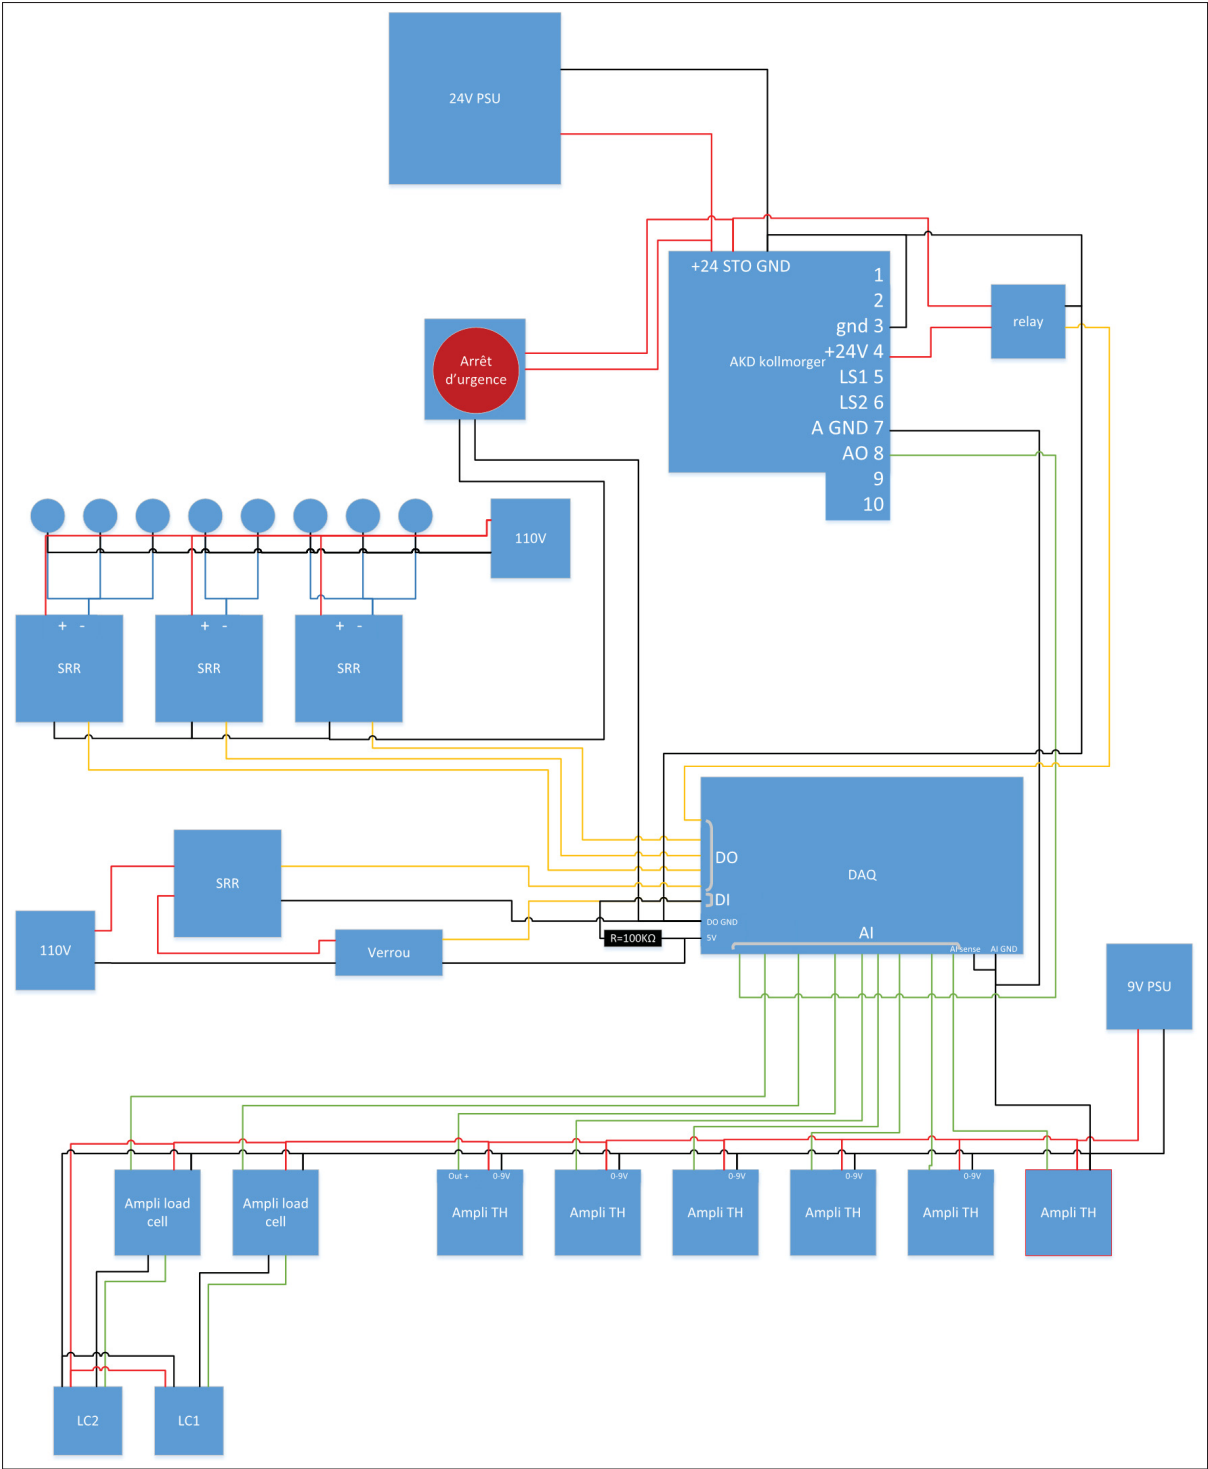 24V PSU
+24 STO GND
1
2
gnd 3
+24V 4
AKD kollmorger
LS1 5
LS2 6
A GND 7
AO 8
9
10
relay
Arrêt
d'urgence
110V
+ -
+ -
+ -
SRR
SRR
SRR
SRR
DO
DAQ
DI
DO GND
5V
R=100KΩ
AI
AI sense
AI GND
110V
Verrou
9V PSU
Out +
0-9V
0-9V
0-9V
0-9V
0-9V
Ampli load
cell
Ampli load
cell
Ampli TH
Ampli TH
Ampli TH
Ampli TH
Ampli TH
Ampli TH
LC2
LC1